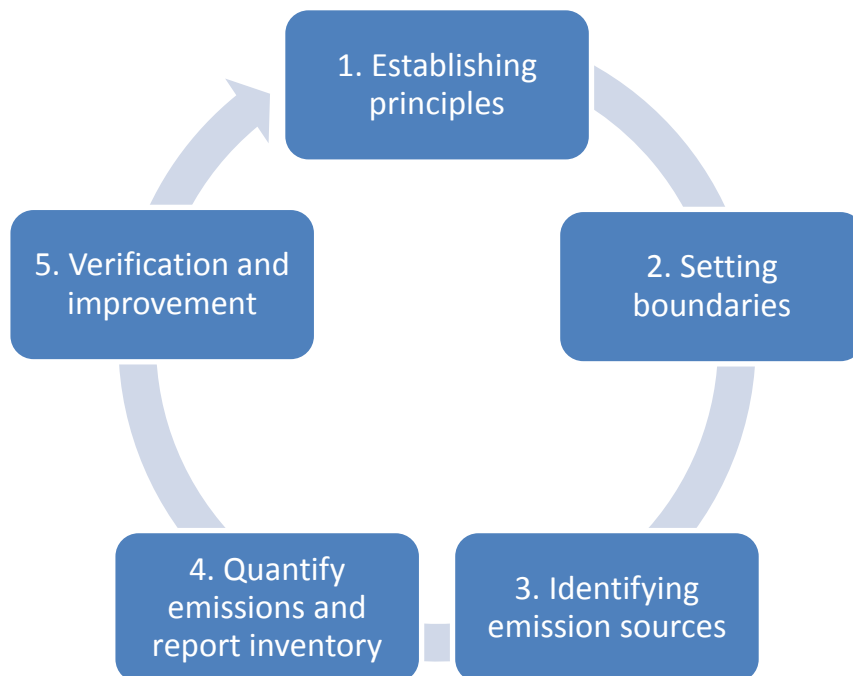 1. Establishing
principles
2. Setting
boundaries
3. Identifying
emission sources
4. Quantify
emissions and
report inventory
5. Verification and
improvement